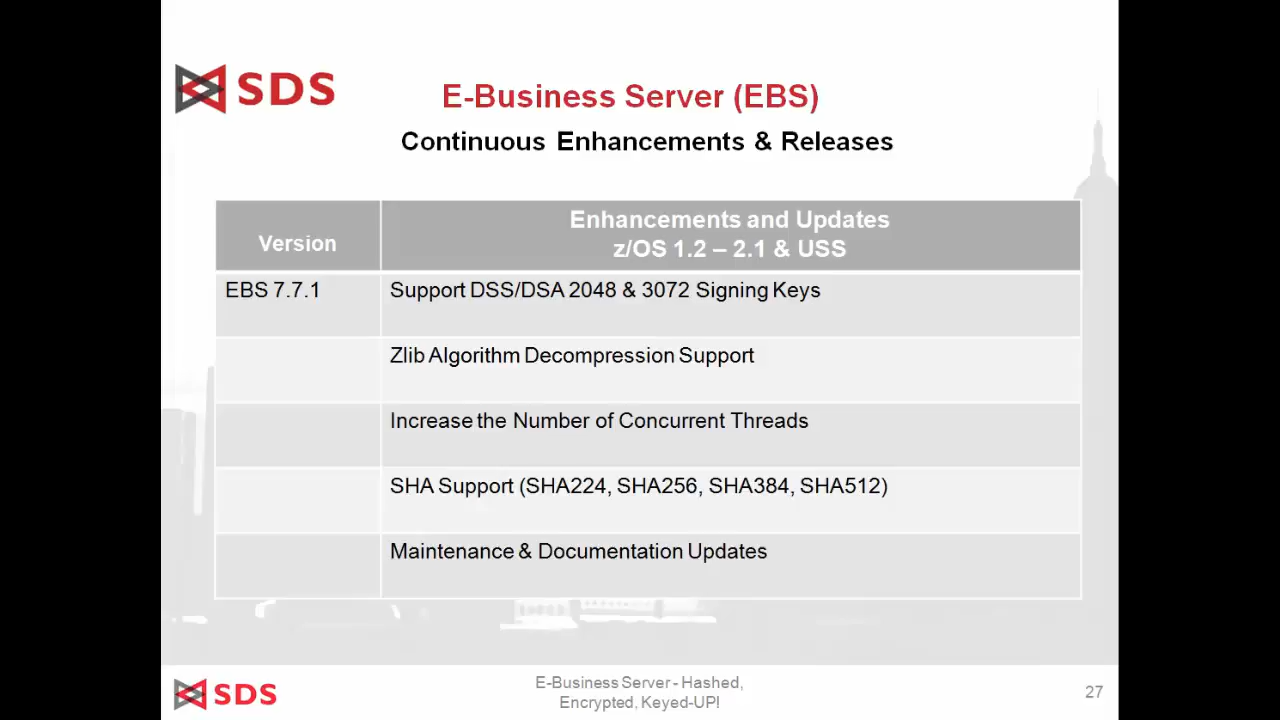 SDS
E-Business Server (EBS)
Continuous Enhancements & Releases
Version
Enhancements and Updates
z/OS 1.2 – 2.1 & USS
EBS 7.7.1
Support DSS/DSA 2048 & 3072 Signing Keys
Zlib Algorithm Decompression Support
Increase the Number of Concurrent Threads
SHA Support (SHA224, SHA256, SHA384, SHA512)
Maintenance & Documentation Updates
SDS
E-Business Server - Hashed,
Encrypted, Keyed-UP!
27